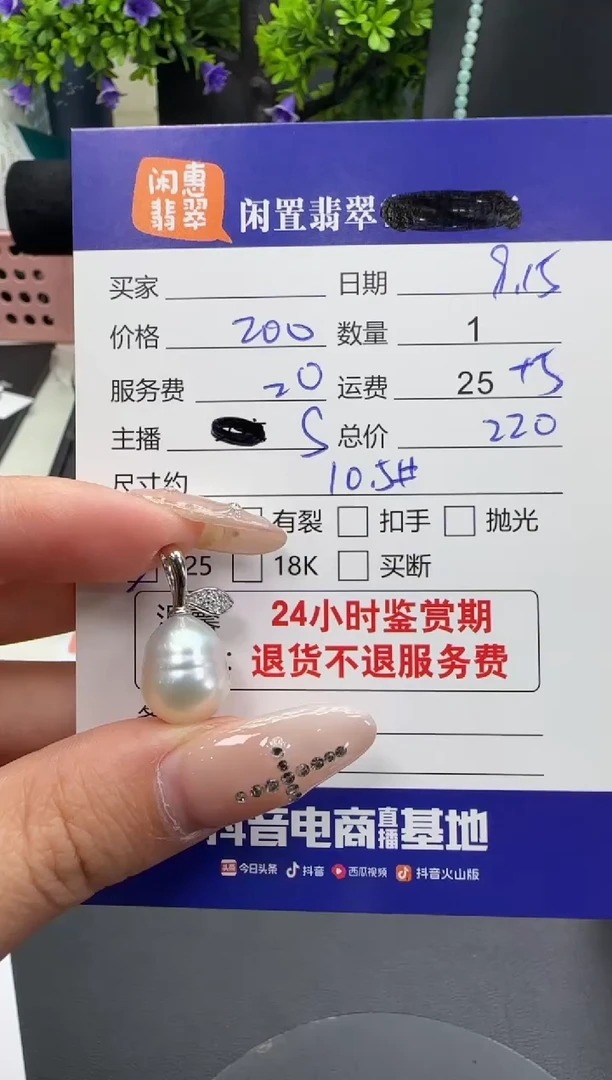 闲惠
翡翠
闲置翡翠
买家 日期 9.15
价格 200 数量 1
服务费 20 运费 25 +5
主播 S 总价 220
尺寸约 10.5#
有裂 扣手 抛光
25 18K 买断
24小时鉴赏期
: 退货不退服务费
抖音电商直播基地
头条 今日头条 抖音 西瓜视频 抖音火山版